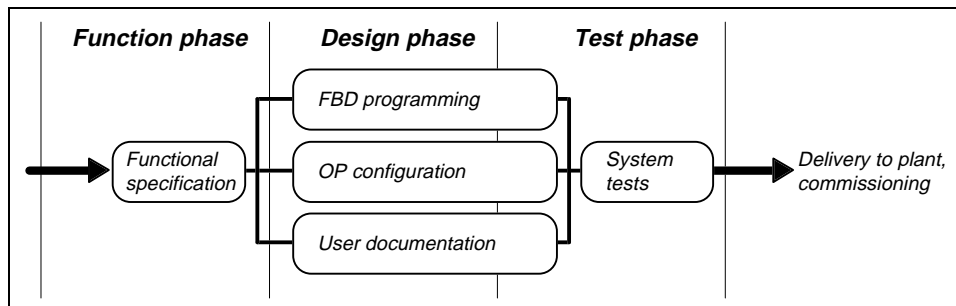 Function phase
Design phase
Test phase
FBD programming
Functional
specification
OP configuration
System
tests
Delivery to plant,
commissioning
User documentation